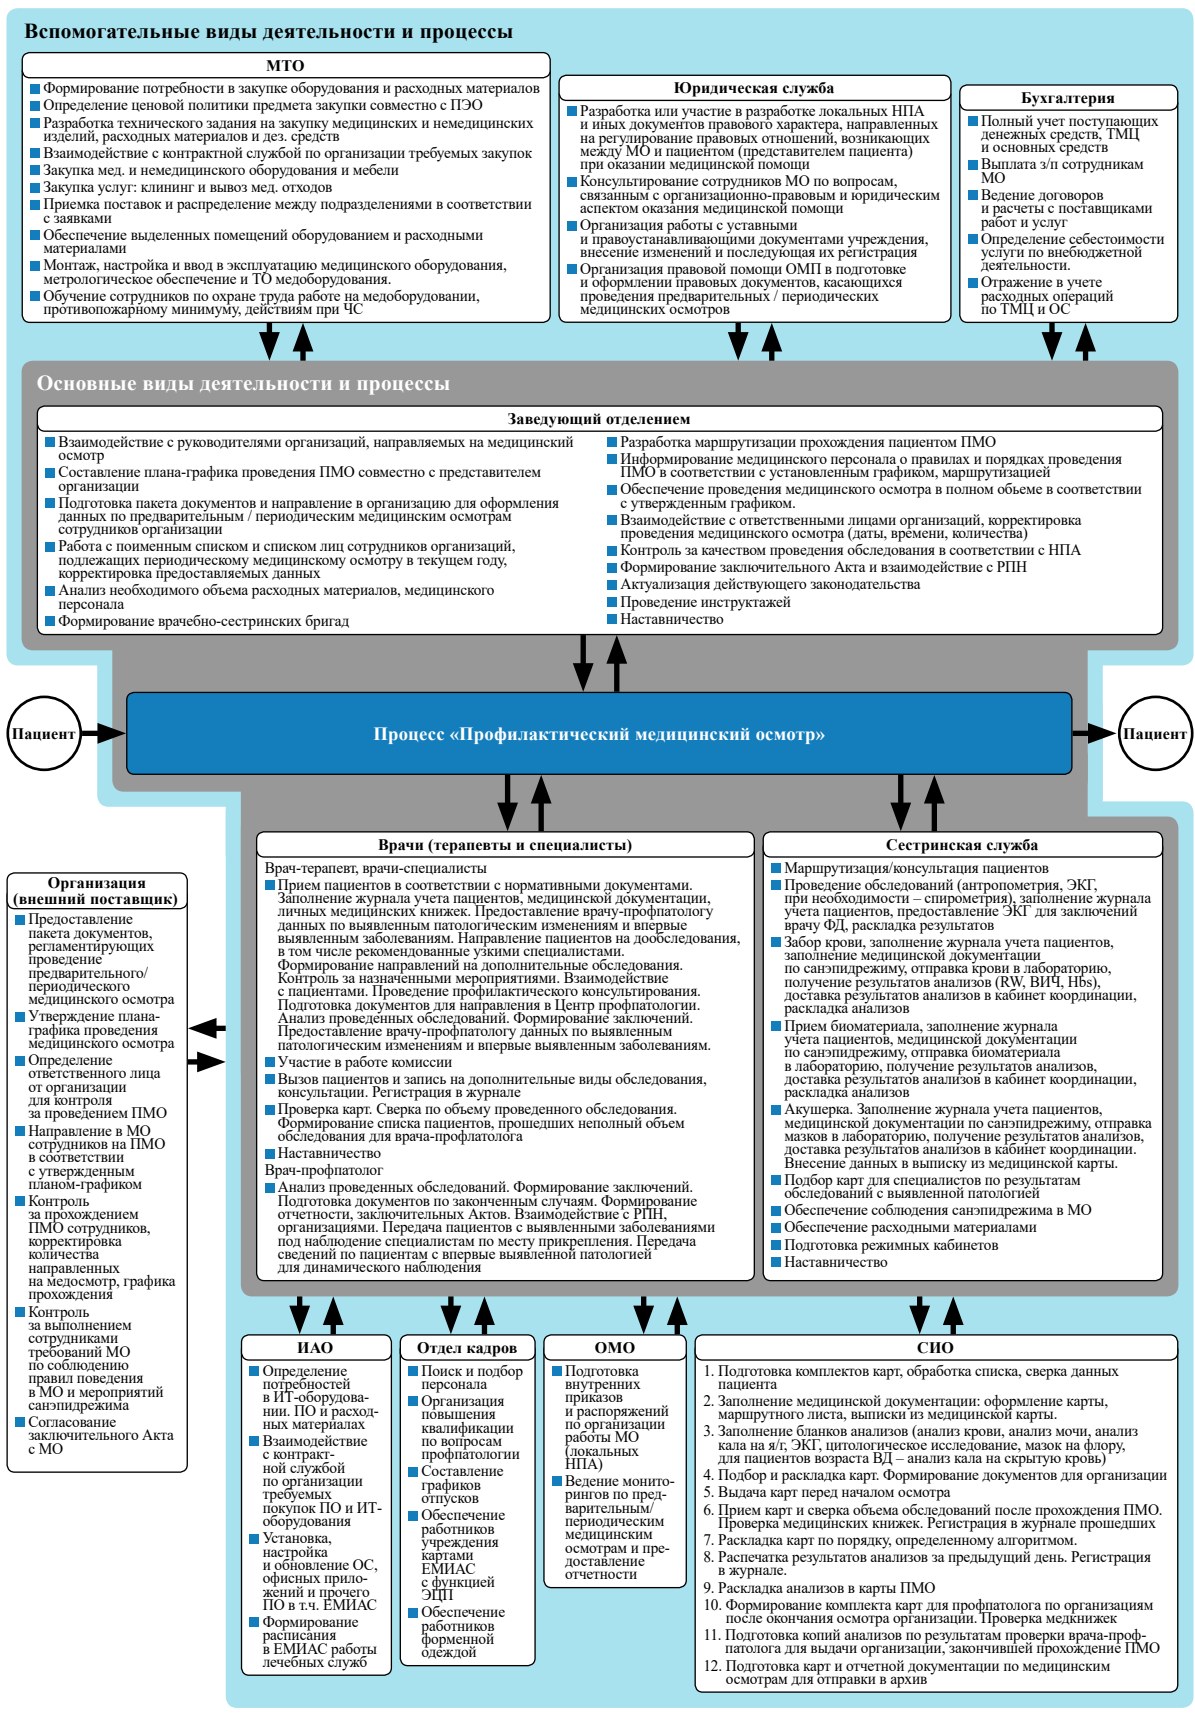 Вспомогательные виды деятельности и процессы
МТО
Формирование потребности в закупке оборудования и расходных материалов
Определение ценовой политики предмета закупки совместно с ПЭО
Разработка технического задания на закупку медицинских и немедицинских
изделий, расходных материалов и дез. средств
Взаимодействие с контрактной службой по организации требуемых закупок
Закупка мед. и немедицинского оборудования и мебели
Закупка услуг: клининг и вывоз мед. отходов
Приемка поставок и распределение между подразделениями в соответствии
с заявками
Обеспечение выделенных помещений оборудованием и расходными
материалами
Монтаж, настройка и ввод в эксплуатацию медицинского оборудования,
метрологическое обеспечение и ТО медоборудования.
Обучение сотрудников по охране труда работе на медоборудовании,
противопожарному минимуму, действиям при ЧС
Юридическая служба
Разработка или участие в разработке локальных НПА
и иных документов правового характера, направленных
на регулирование правовых отношений, возникающих
между МО и пациентом (представителем пациента)
при оказании медицинской помощи
Консультирование сотрудников МО по вопросам,
связанным с организационно-правовым и юридическим
аспектом оказания медицинской помощи
Организация работы с уставными
и правоустанавливающими документами учреждения,
внесение изменений и последующая их регистрация
Организация правовой помощи ОМП в подготовке
и оформлении правовых документов, касающихся
проведения предварительных / периодических
медицинских осмотров
Бухгалтерия
Полный учет поступающих
денежных средств, ТМЦ
и основных средств
Выплата з/п сотрудникам
МО
Ведение договоров
и расчеты с поставщиками
работ и услуг
Определение себестоимости
услуги по внебюджетной
деятельности.
Отражение в учете
расходных операций
по ТМЦ и ОС
Основные виды деятельности и процессы
Заведующий отделением
Взаимодействие с руководителями организаций, направляемых на медицинский
осмотр
Составление плана-графика проведения ПМО совместно с представителем
организации
Подготовка пакета документов и направление в организацию для оформления
данных по предварительным / периодическим медицинским осмотрам
сотрудников организации
Работа с поименным списком и списком лиц сотрудников организаций,
подлежащих периодическому медицинскому осмотру в текущем году,
корректировка предоставляемых данных
Анализ необходимого объема расходных материалов, медицинского
персонала
Формирование врачебно-сестринских бригад
Разработка маршрутизации прохождения пациентом ПМО
Информирование медицинского персонала о правилах и порядках проведения
ПМО в соответствии с установленным графиком, маршрутизацией
Обеспечение проведения медицинского осмотра в полном обьеме в соответствии
с утвержденным графиком.
Взаимодействие с ответственными лицами организаций, корректировка
проведения медицинского осмотра (даты, времени, количества)
Контроль за качеством проведения обследования в соответствии с НПА
Формирование заключительного Акта и взаимодействие с РПН
Актуализация действующего законодательства
Проведение инструктажей
Наставничество
Пациент
Процесс «Профилактический медицинский осмотр»
Пациент
Организация
(внешний поставщик)
Предоставление
пакета документов,
регламентирующих
проведение
предварительного/
периодического
медицинского осмотра
Утверждение плана-
графика проведения
медицинского осмотра
Определение
ответственного лица
от организации
для контроля
за проведением ПМО
Направление в МО
сотрудников на ПМО
в соответствии
с утвержденным
планом-графиком
Контроль
за прохождением
ПМО сотрудников,
корректировка
количества
направленных
на медосмотр, графика
прохождения
Контроль
за выполнением
сотрудниками
требований МО
по соблюдению
правил поведения
в МО и мероприятий
санэпидрежима
Согласование
заключительного Акта
с МО
Врачи (терапевты и специалисты)
Врач-терапевт, врачи-специалисты
Прием пациентов в соответствии с нормативными документами.
Заполнение журнала учета пациентов, медицинской документации,
личных медицинских книжек. Предоставление врачу-профпатологу
данных по выявленным патологическим изменениям и впервые
выявленным заболеваниям. Направление пациентов на дообследования,
в том числе рекомендованные узкими специалистами.
Формирование направлений на дополнительные обследования.
Контроль за назначенными мероприятиями. Взаимодействие
с пациентами. Проведение профилактического консультирования.
Подготовка документов для направления в Центр профпатологии.
Анализ проведенных обследований. Формирование заключений.
Предоставление врачу-профпатологу данных по выявленным
патологическим изменениям и впервые выявленным заболеваниям.
Участие в работе комиссии
Вызов пациентов и запись на дополнительные виды обследования,
консультации. Регистрация в журнале
Проверка карт. Сверка по объему проведенного обследования.
Формирование списка пациентов, прошедших неполный объем
обследования для врача-профлатолога
Наставничество
Врач-профпатолог
Анализ проведенных обследований. Формирование заключений.
Подготовка документов по законченным случаям. Формирование
отчетности, заключительных Актов. Взаимодействие с РПН,
организациями. Передача пациентов с выявленными заболеваниями
под наблюдение специалистам по месту прикрепления. Передача
сведений по пациентам с впервые выявленной патологией
для динамического наблюдения
Сестринская служба
Маршрутизация/консультация пациентов
Проведение обследований (антропометрия, ЭКГ,
при необходимости – спирометрия), заполнение журнала
учета пациентов, предоставление ЭКГ для заключений
врачу ФД, раскладка результатов
Забор крови, заполнение журнала учета пациентов,
заполнение медицинской документации
по санэпидрежиму, отправка крови в лабораторию,
получение результатов анализов (RW, ВИЧ, Hbs),
доставка результатов анализов в кабинет координации,
раскладка анализов
Прием биоматериала, заполнение журнала
учета пациентов, медицинской документации
по санэпидрежиму, отправка биоматериала
в лабораторию, получение результатов анализов,
доставка результатов анализов в кабинет координации,
раскладка анализов
Акушерка. Заполнение журнала учета пациентов,
медицинской документации по санэпидрежиму, отправка
мазков в лабораторию, получение результатов анализов,
доставка результатов анализов в кабинет координации.
Внесение данных в выписку из медицинской карты.
Подбор карт для специалистов по результатам
обследований с выявленной патологией
Обеспечение соблюдения санэпидрежима в МО
Обеспечение расходными материалами
Подготовка режимных кабинетов
Наставничество
ИАО
Определение
потребностей
в ИТ-оборудова-
нии. ПО и расход-
ных материалах
Взаимодействие
с контракт-
ной службой
по организации
требуемых
покупок ПО и ИТ-
оборудования
Установка,
настройка
и обновление ОС,
офисных прило-
жений и прочего
ПО в т.ч. ЕМИАС
Формирование
расписания
в ЕМИАС работы
лечебных служб
Отдел кадров
Поиск и подбор
персонала
Организация
повышения
квалификации
по вопросам
профпатологии
Составление
графиков
отпусков
Обеспечение
работников
учреждения
картами
ЕМИАС
с функцией
ЭЦП
Обеспечение
работников
форменной
одеждой
ОМО
Подготовка
внутренних
приказов
и распоряжений
по организации
работы МО
(локальных
НПА)
Ведение монито-
рингов по пред-
варительным/
периодическим
медицинским
осмотрам и пре-
доставление
отчетности
СИО
1. Подготовка комплектов карт, обработка списка, сверка данных
пациента
2. Заполнение медицинской документации: оформление карты,
маршрутного листа, выписки из медицинской карты.
3. Заполнение бланков анализов (анализ крови, анализ мочи, анализ
кала на я/г, ЭКГ, цитологическое исследование, мазок на флору,
для пациентов возраста ВД – анализ кала на скрытую кровь)
4. Подбор и раскладка карт. Формирование документов для организации
5. Выдача карт перед началом осмотра
6. Прием карт и сверка объема обследований после прохождения ПМО.
Проверка медицинских книжек. Регистрация в журнале прошедших
7. Раскладка карт по порядку, определенному алгоритмом.
8. Распечатка результатов анализов за предыдущий день. Регистрация
в журнале.
9. Раскладка анализов в карты ПМО
10. Формирование комплекта карт для профпатолога по организациям
после окончания осмотра организации. Проверка медкнижек
11. Подготовка копий анализов по результатам проверки врача-проф-
патолога для выдачи организации, закончившей прохождение ПМО
12. Подготовка карт и отчетной документации по медицинским
осмотрам для отправки в архив